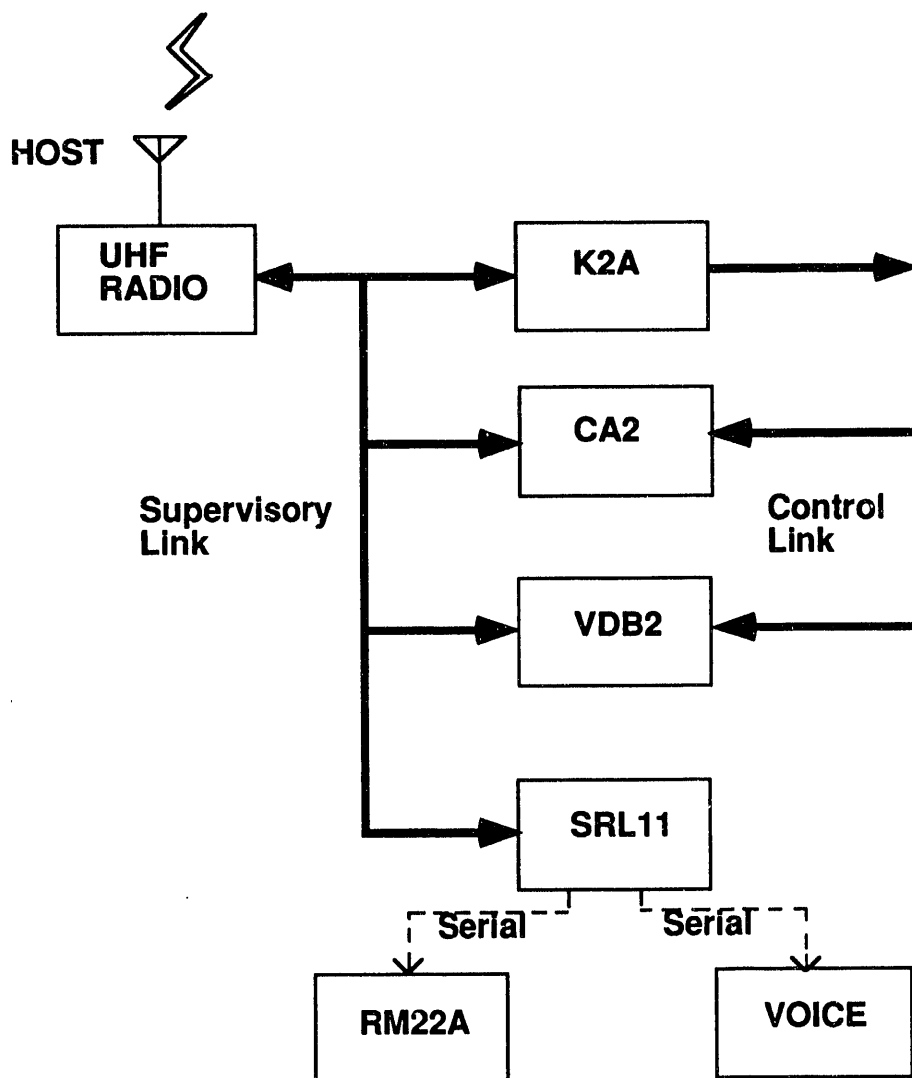 HOST
UHF
RADIO
K2A
CA2
Supervisory
Link
Control
Link
VDB2
SRL11
Serial
Serial
RM22A
VOICE